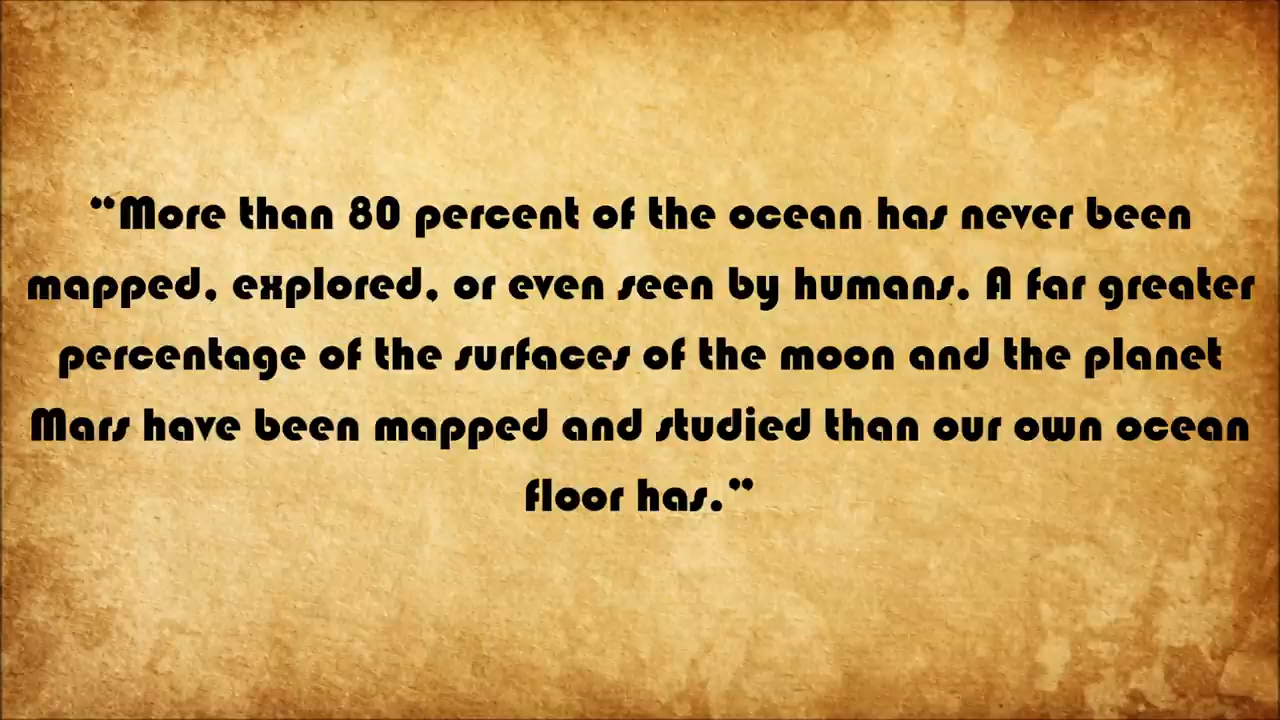 “More than 80 percent of the ocean has never been
mapped, explored, or even seen by humans. A far greater
percentage of the surfaces of the moon and the planet
Mars have been mapped and studied than our own ocean
floor has.”